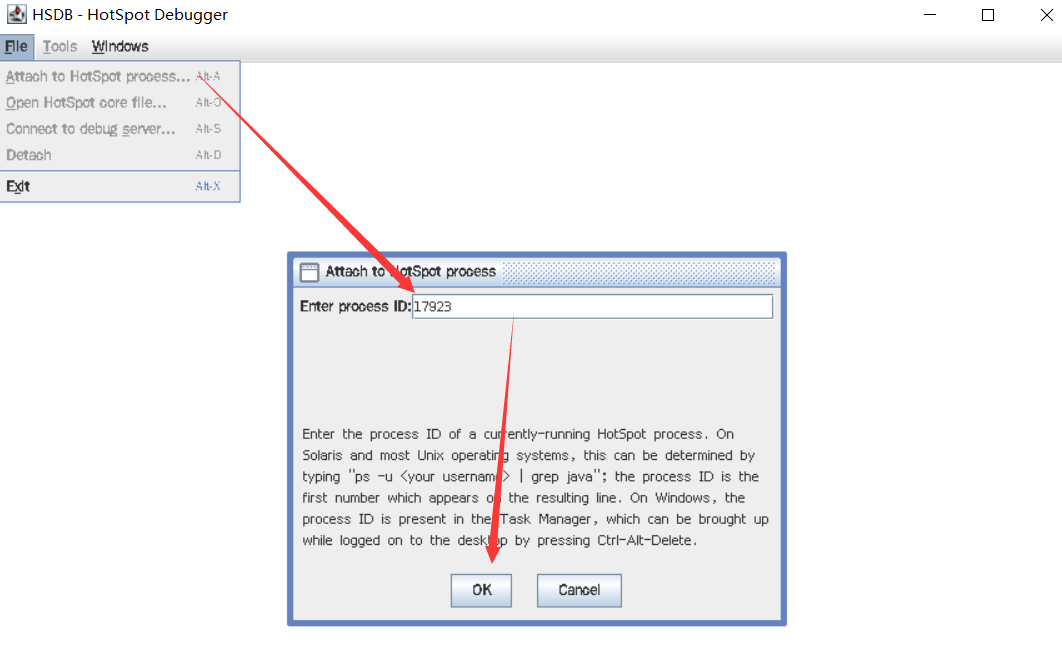 HSDB - HotSpot Debugger
File Tools Windows
Attach to HotSpot process... Alt-A
Open HotSpot core file... Alt-O
Connect to debug server... Alt-S
Detach Alt-D
Exit Alt-X
Attach to HotSpot process
Enter process ID: 17923
Enter the process ID of a currently-running HotSpot process. On
Solaris and most Unix operating systems, this can be determined by
typing "ps -u <your username> | grep java"; the process ID is the
first number which appears on the resulting line. On Windows, the
process ID is present in the Task Manager, which can be brought up
while logged on to the desktop by pressing Ctrl-Alt-Delete.
OK Cancel